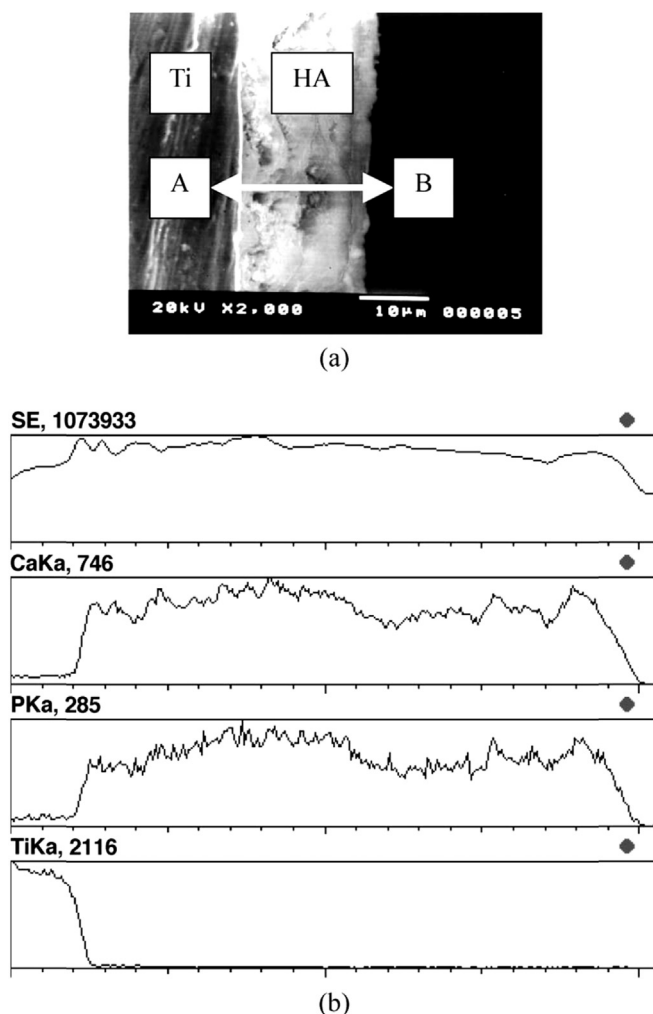 Ti HA
A B
20kV X2,000 10µm 000005
(a)
SE, 1073933
CaKa, 746
PKa, 285
TiKa, 2116
(b)